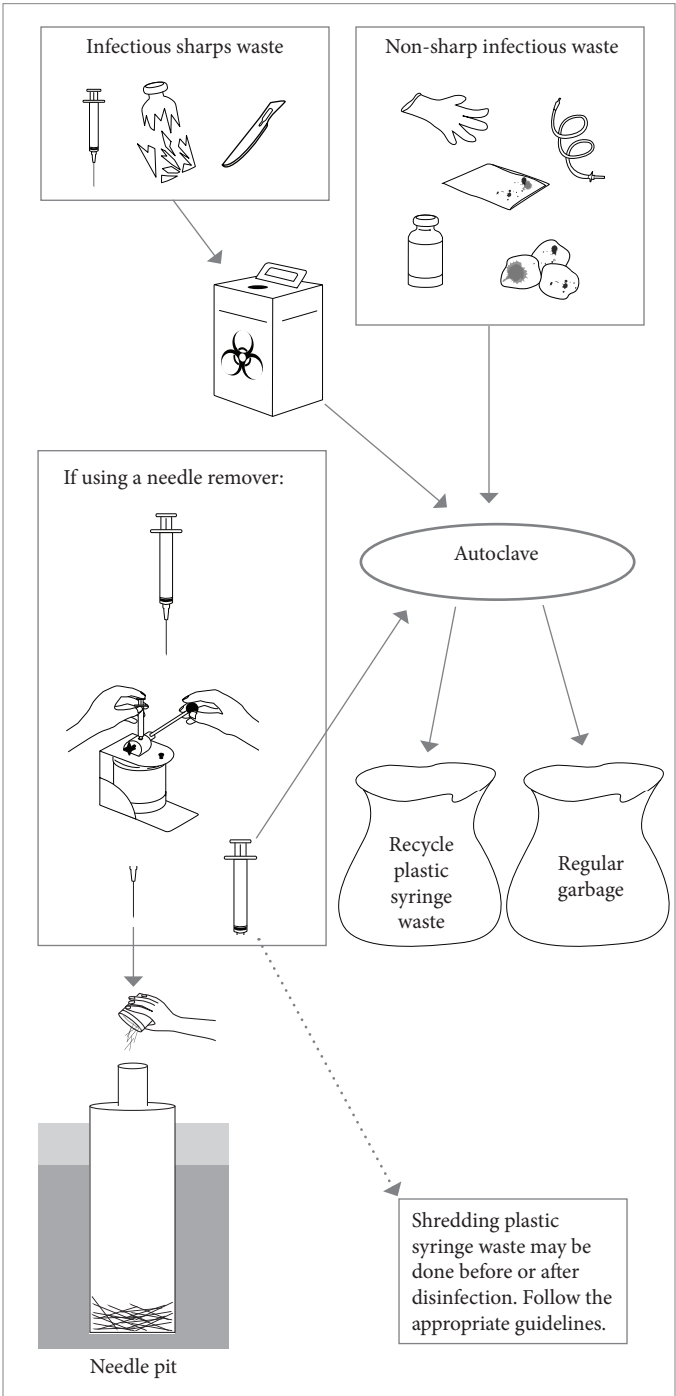 Infectious sharps waste
Non-sharp infectious waste
If using a needle remover:
Autoclave
Recycle
plastic
syringe
waste
Regular
garbage
Shredding plastic
syringe waste may be
done before or after
disinfection. Follow the
appropriate guidelines.
Needle pit